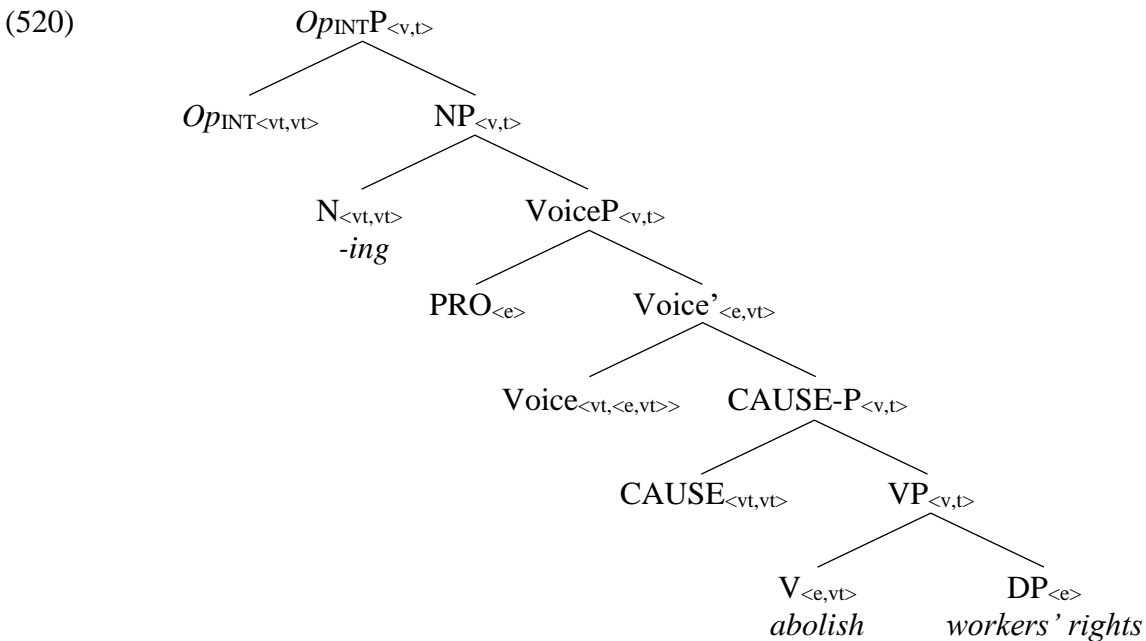 (520) OpINTP<v,t>
OpINT<vt,vt> NP<v,t>
N<vt,vt> VoiceP<v,t>
-ing
PRO<e> Voice’<e,vt>
Voice<vt,<e,vt>> CAUSE-P<v,t>
CAUSE<vt,vt> VP<v,t>
V<e,vt> DP<e>
abolish workers’ rights